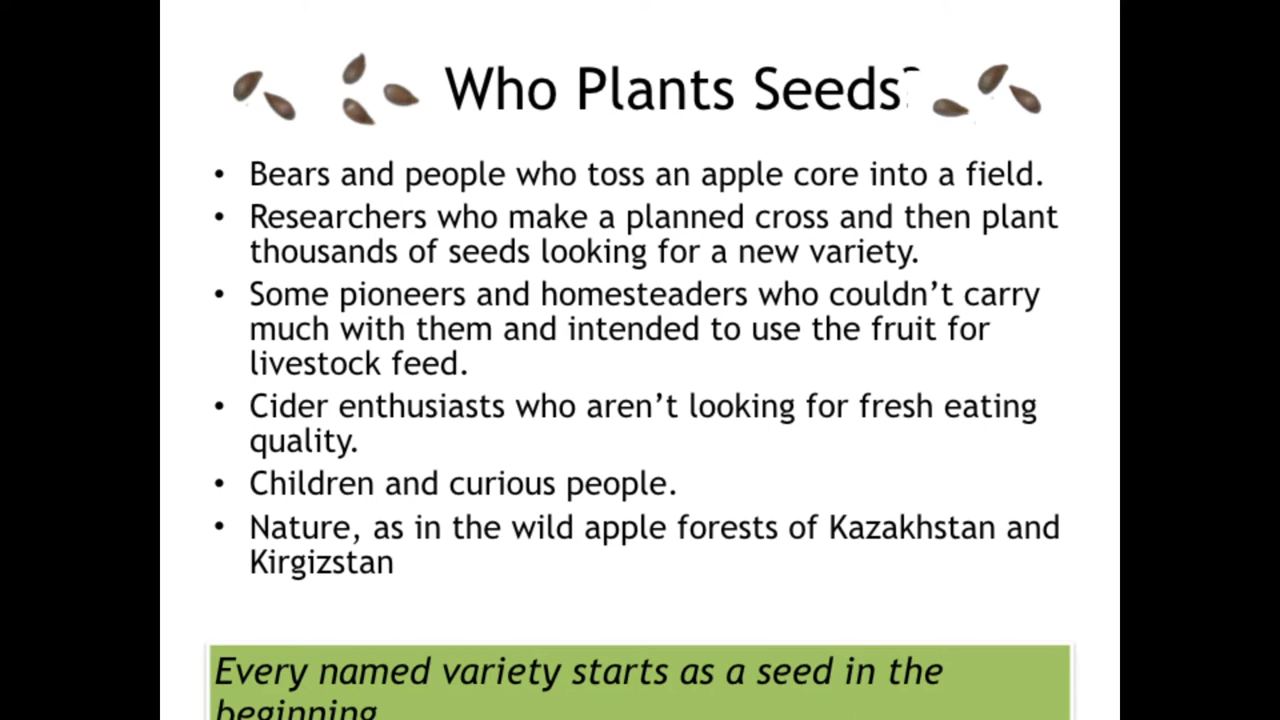 Who Plants Seeds?
• Bears and people who toss an apple core into a field.
• Researchers who make a planned cross and then plant
thousands of seeds looking for a new variety.
• Some pioneers and homesteaders who couldn’t carry
much with them and intended to use the fruit for
livestock feed.
• Cider enthusiasts who aren’t looking for fresh eating
quality.
• Children and curious people.
• Nature, as in the wild apple forests of Kazakhstan and
Kirgizstan
Every named variety starts as a seed in the
beginning